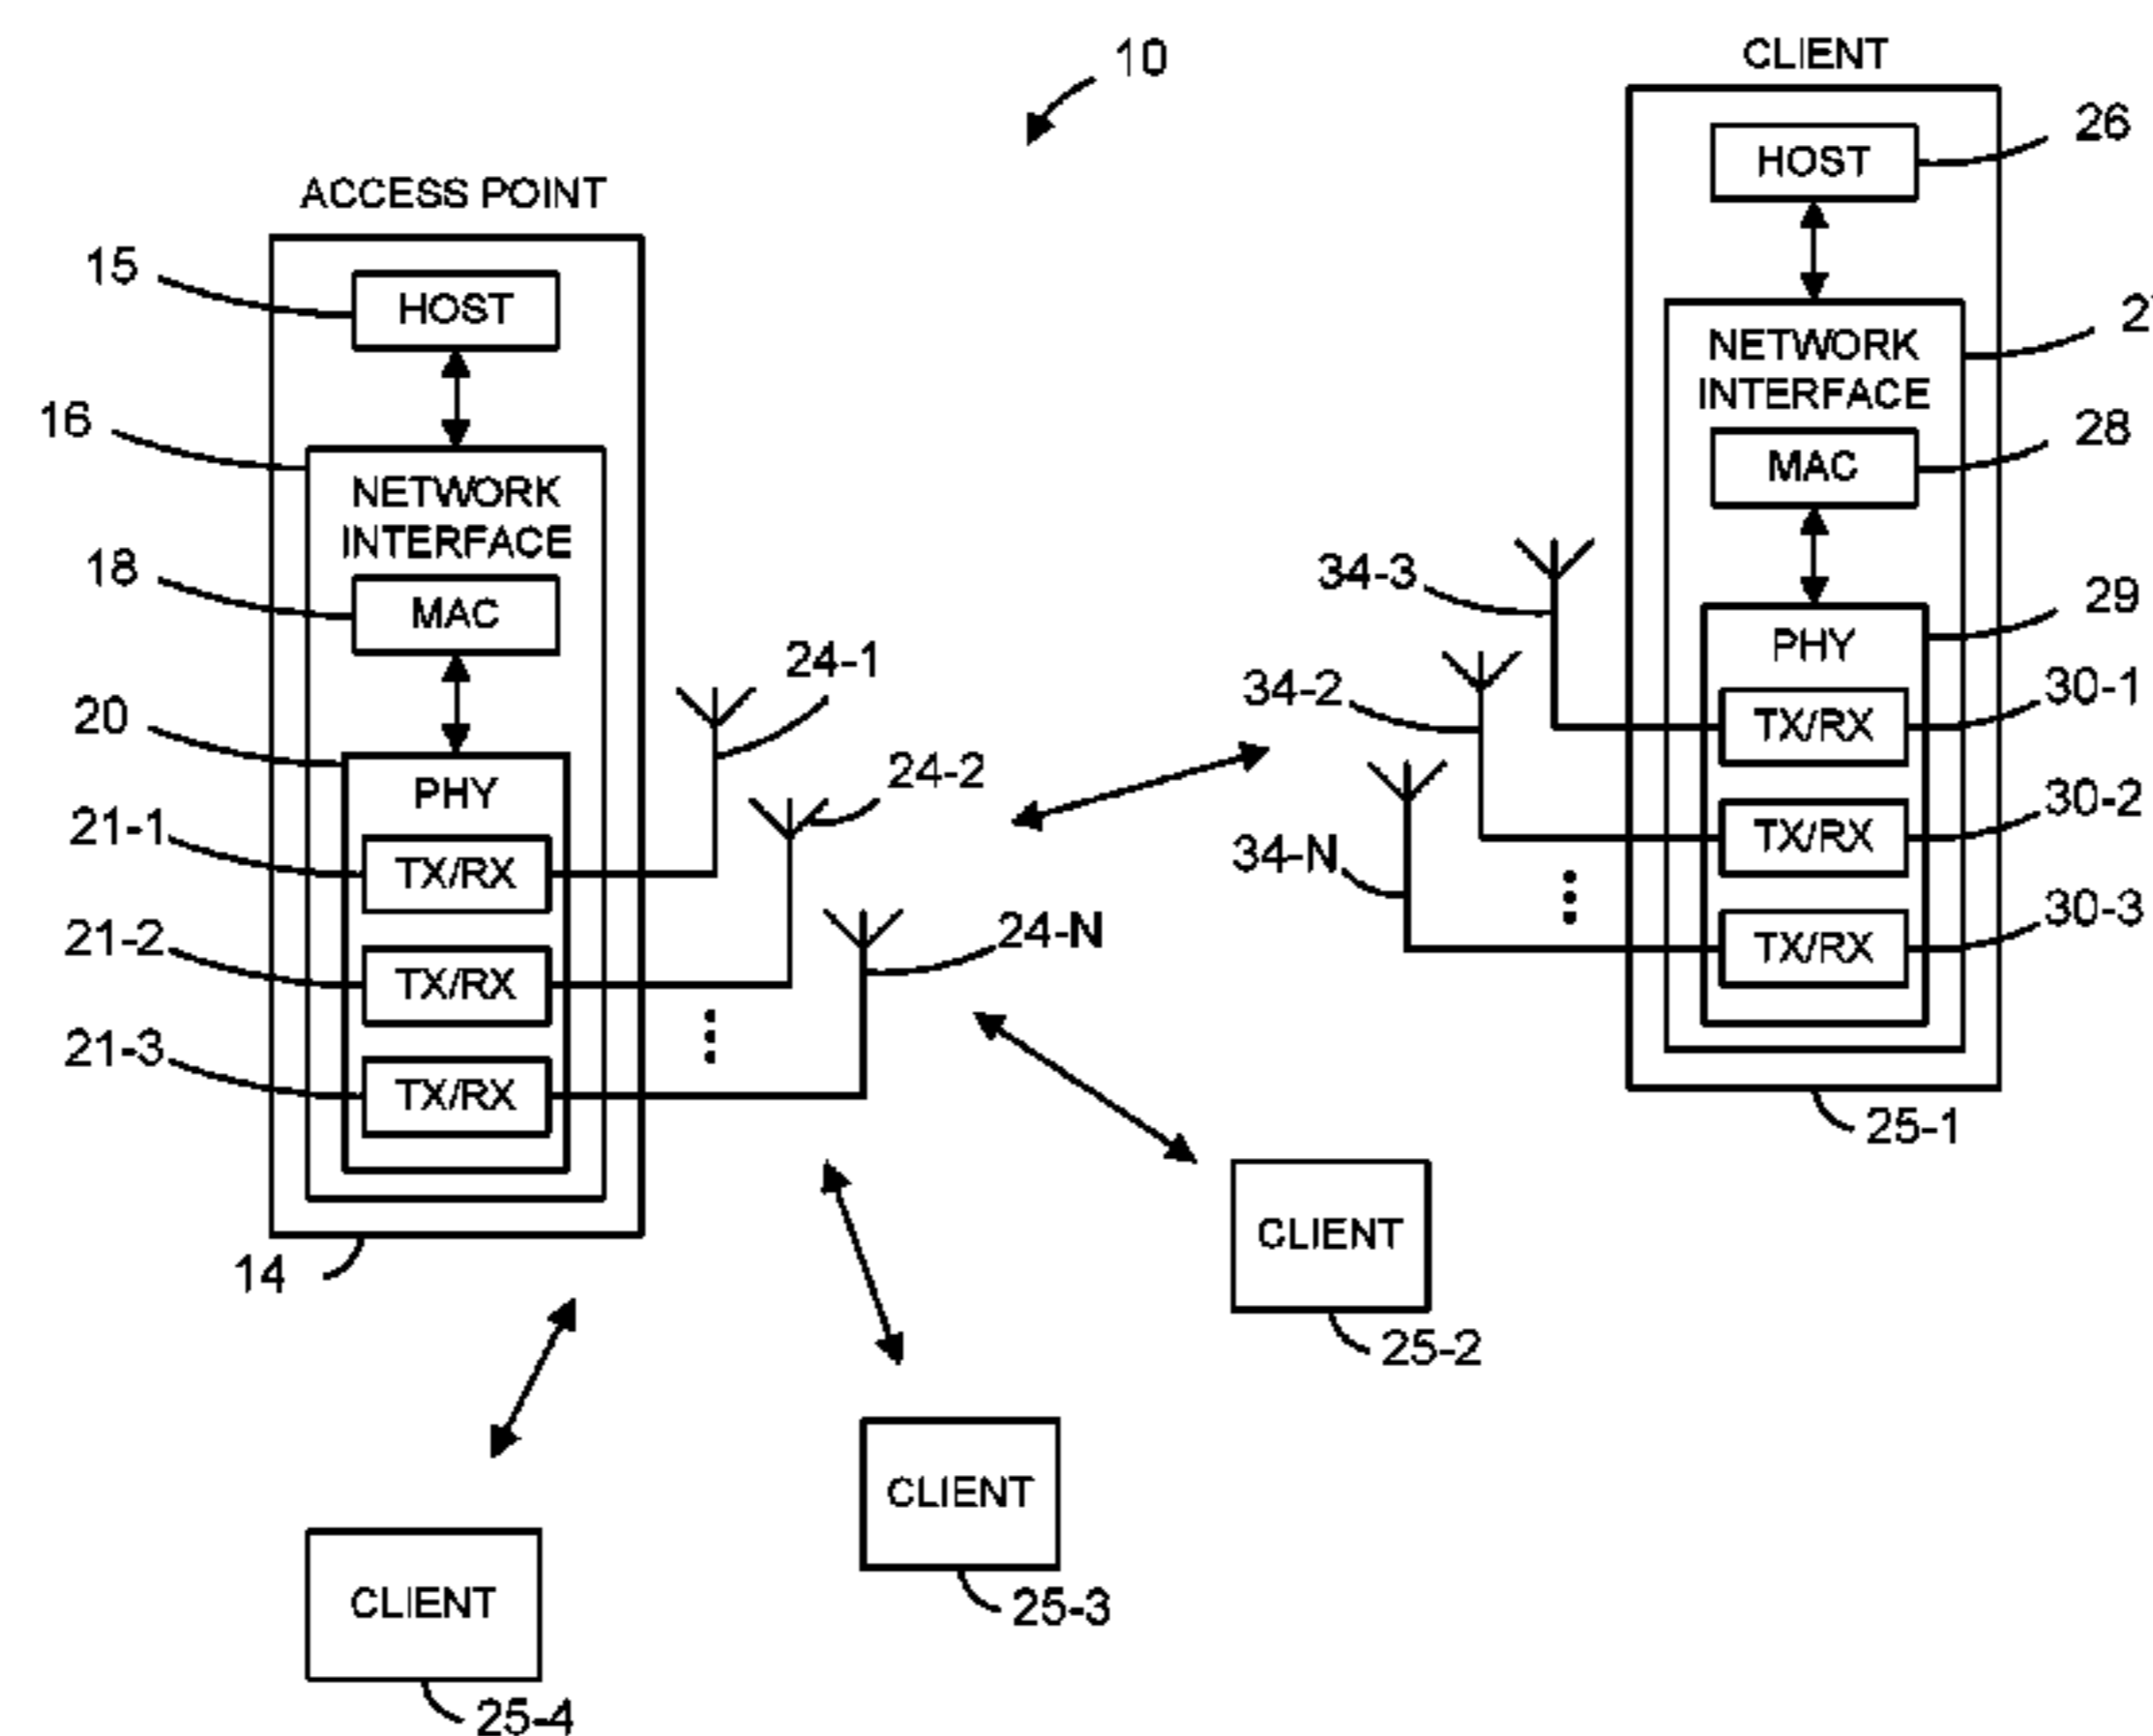 10
CLIENT
HOST
26
ACCESS POINT
15
HOST
NETWORK
INTERFACE
16
NETWORK
INTERFACE
MAC
28
18
MAC
34-3
PHY
29
24-1
34-2
TX/RX
30-1
20
PHY
24-2
TX/RX
30-2
21-1
TX/RX
34-N
TX/RX
30-3
24-N
21-2
TX/RX
21-3
TX/RX
25-1
14
CLIENT
25-2
CLIENT
25-3
CLIENT
25-4